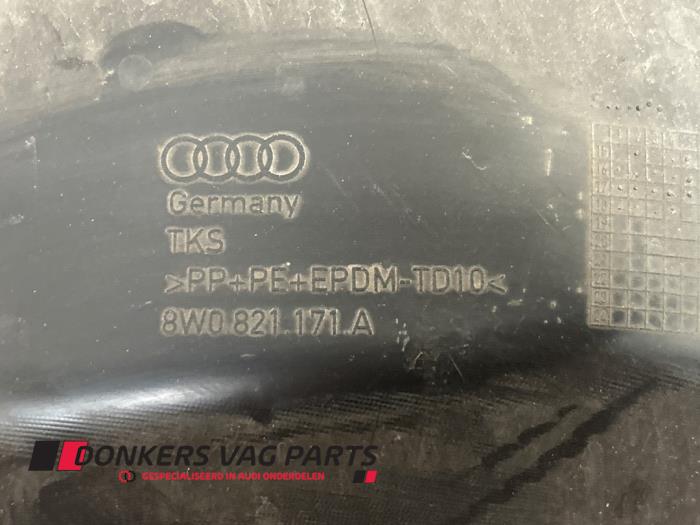 Germany
TKS
>PP+PE+EPDM-TD10<
8W0.821.171.A
DONKERS VAG PARTS
GESPECIALISEERD IN AUDI ONDERDELEN